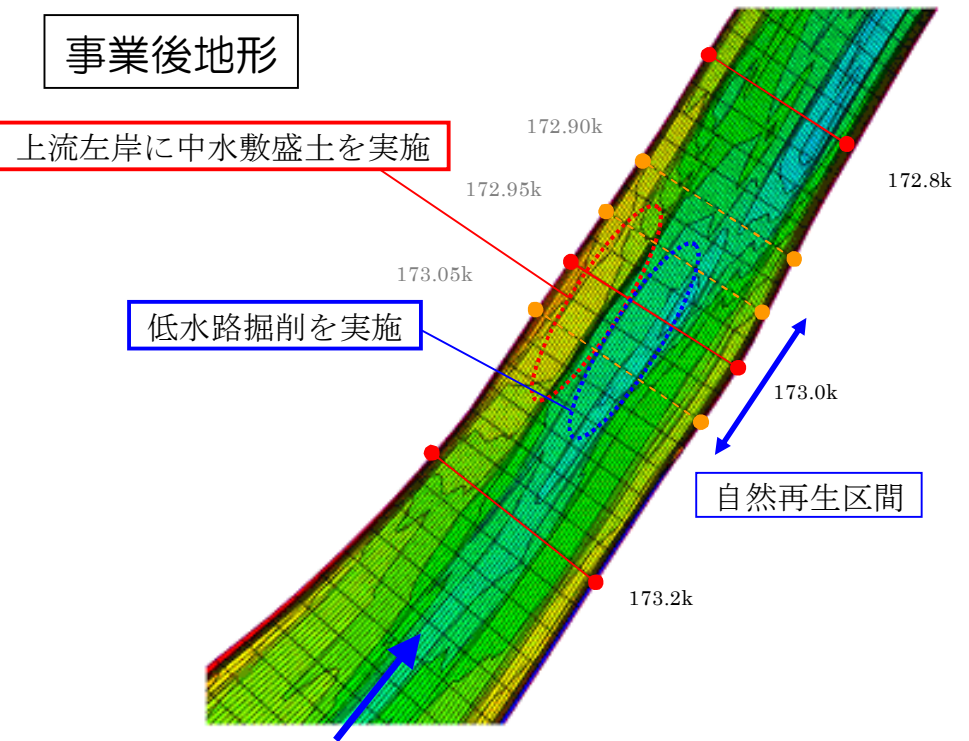 事業後地形
上流左岸に中水敷盛土を実施
172.90k
172.8k
172.95k
173.05k
低水路掘削を実施
173.0k
自然再生区間
173.2k